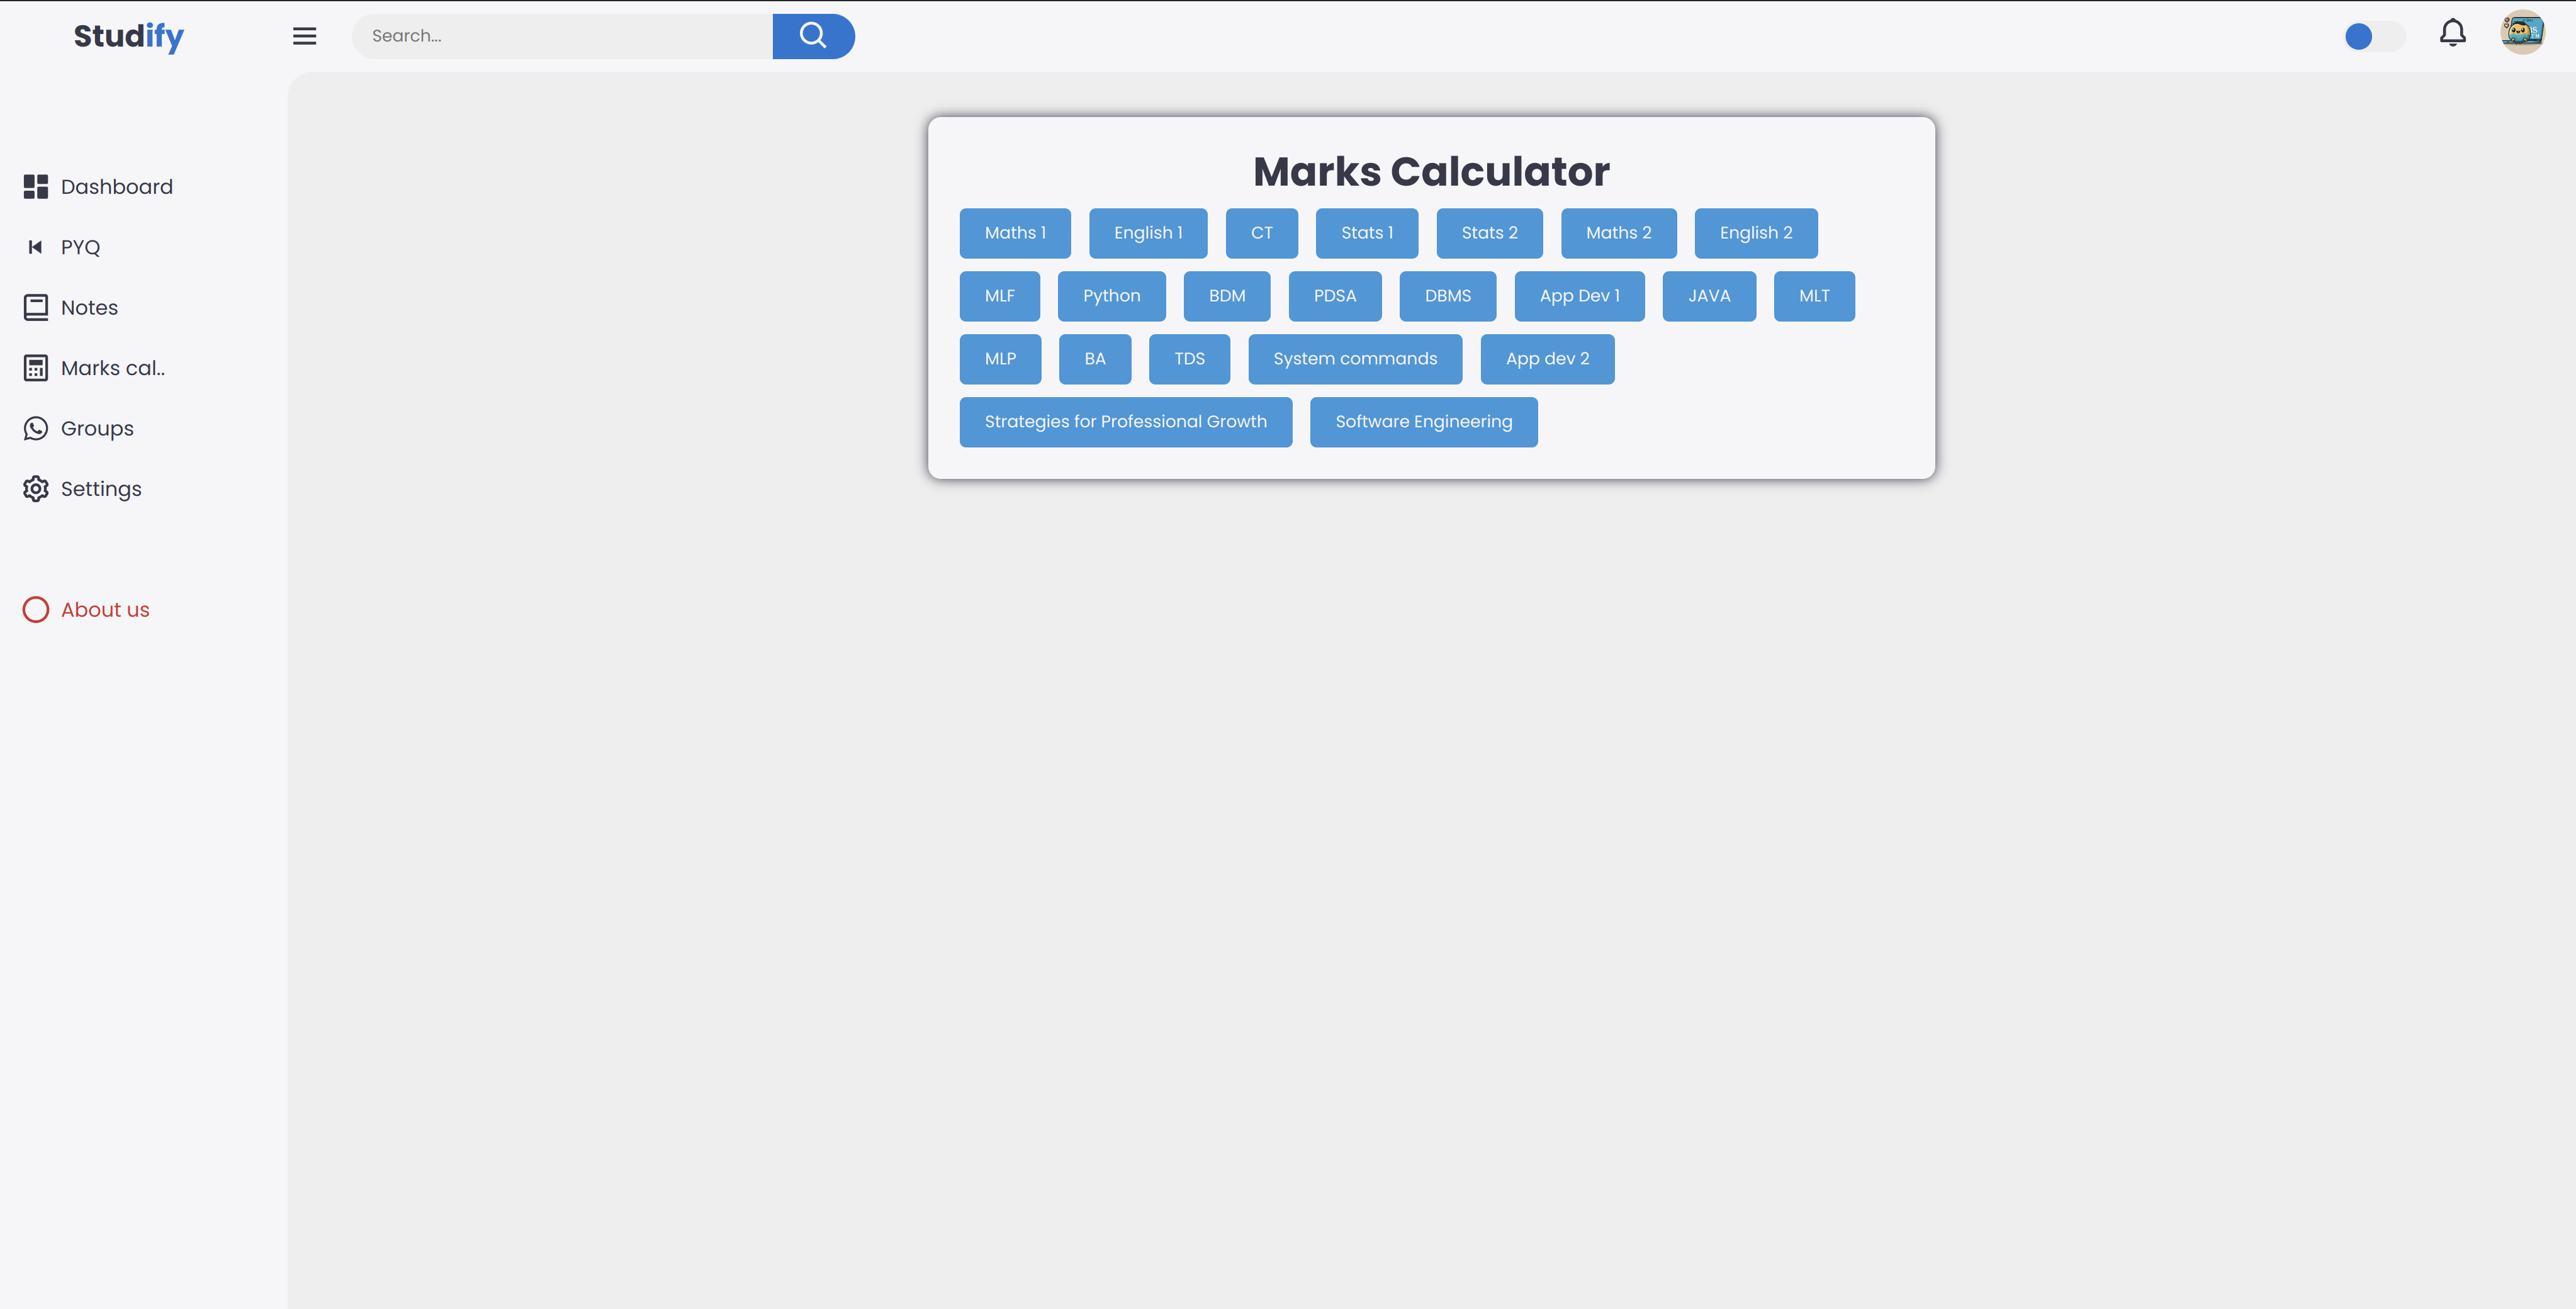 Studify
Search...
Dashboard
PYQ
Notes
Marks cal..
Groups
Settings
About us
Marks Calculator
Maths 1 English 1 CT Stats 1 Stats 2 Maths 2 English 2
MLF Python BDM PDSA DBMS App Dev 1 JAVA MLT
MLP BA TDS System commands App dev 2
Strategies for Professional Growth Software Engineering